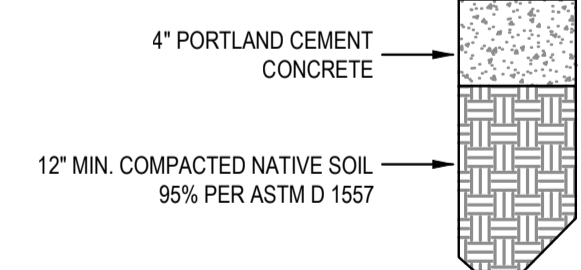 4" PORTLAND CEMENT
CONCRETE
12" MIN. COMPACTED NATIVE SOIL
95% PER ASTM D 1557